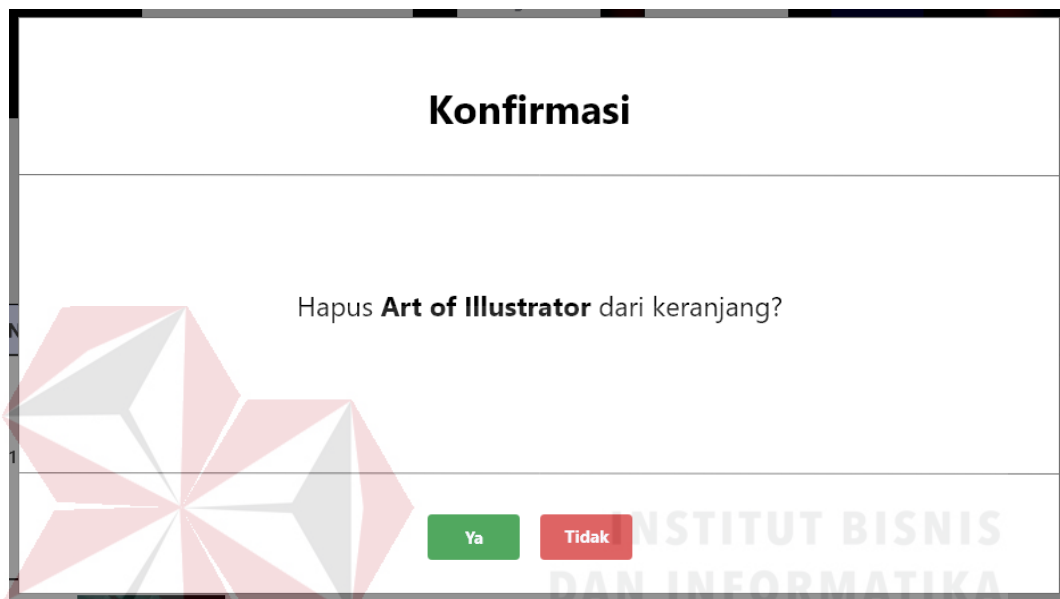 Konfirmasi
Hapus Art of Illustrator dari keranjang?
Ya
Tidak
INSTITUT BISNIS
DAN INFORMATIKA